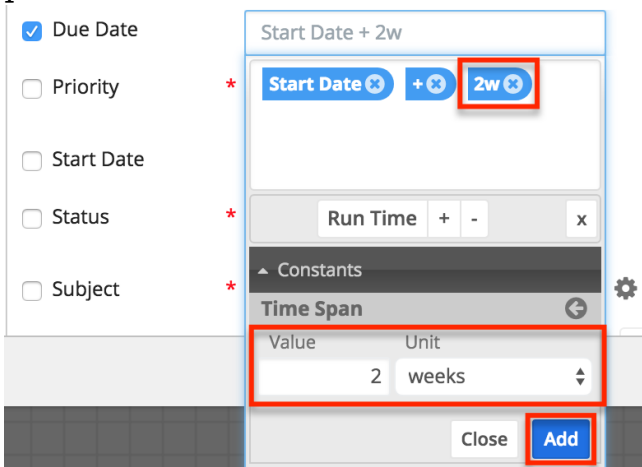 Due Date
Start Date + 2w
Priority *
Start Date + 2w
Start Date
Status *
Run Time + - x
Constants
Subject *
Time Span
Value Unit
2 weeks
Close Add